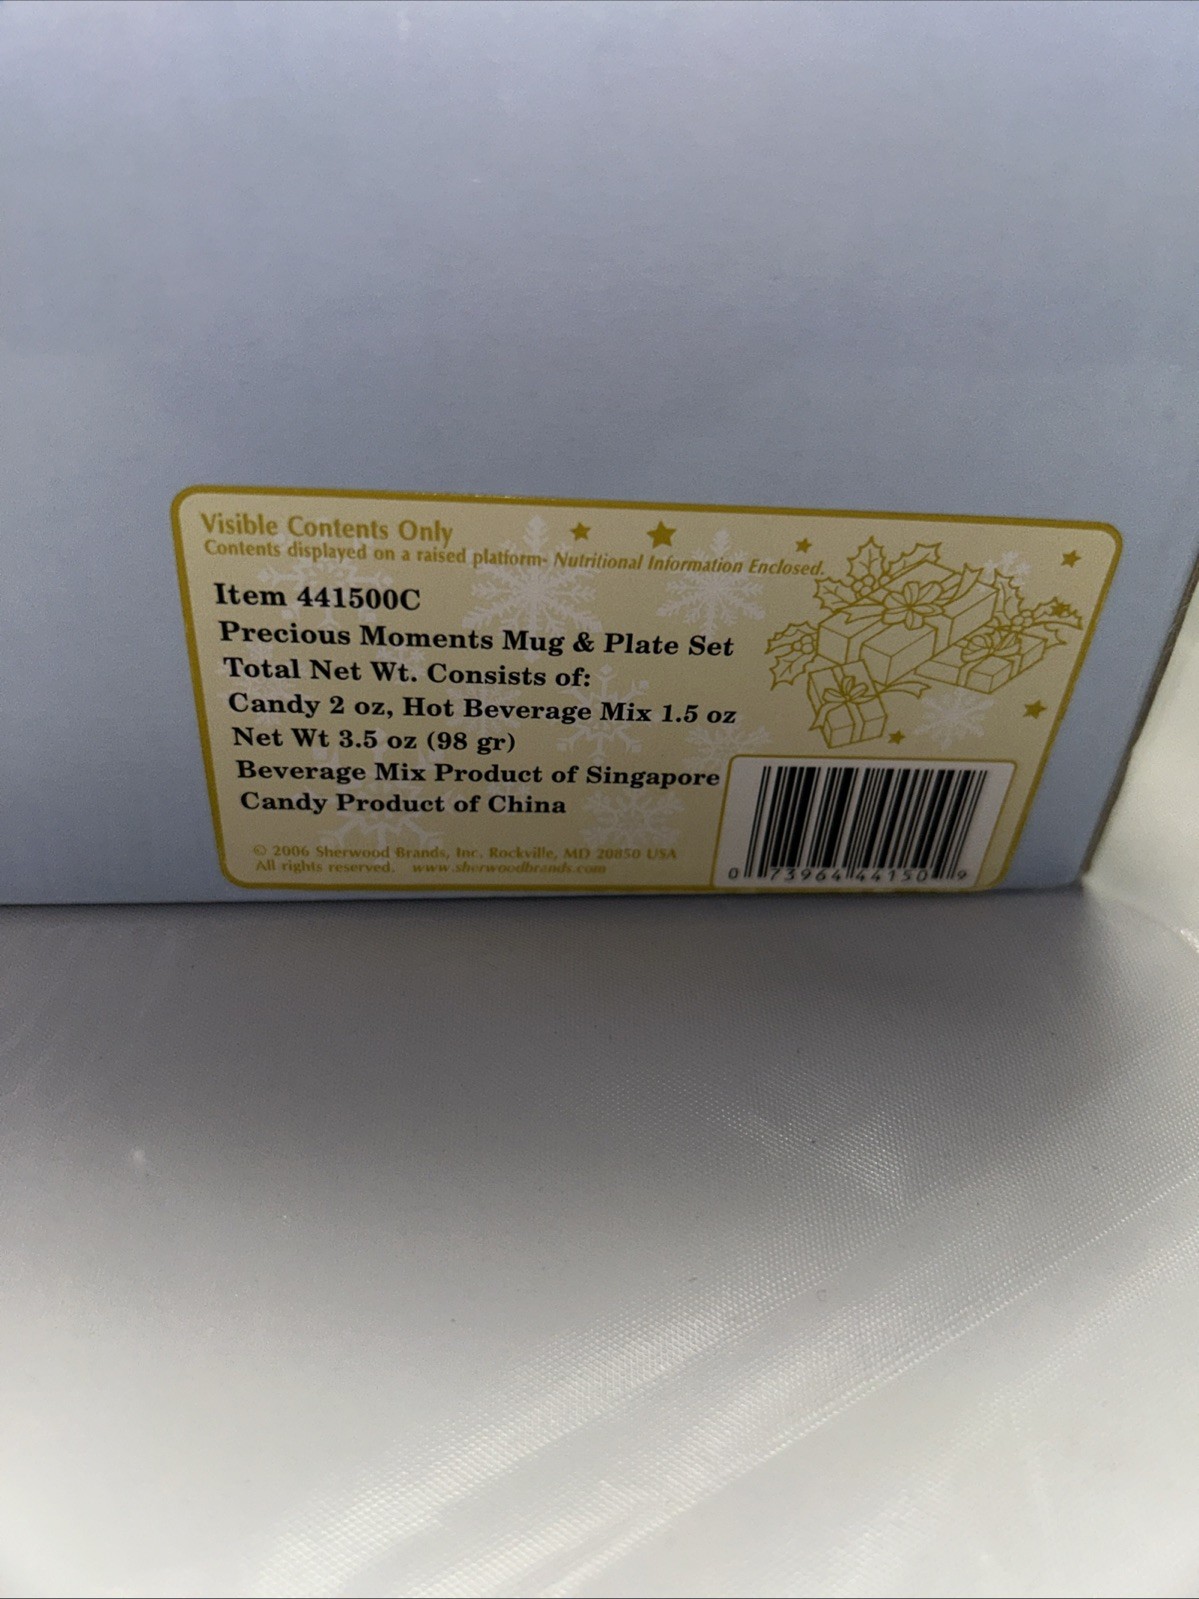 Visible Contents Only
Contents displayed on a raised platform- Nutritional Information Enclosed.
Item 441500C
Precious Moments Mug & Plate Set
Total Net Wt. Consists of:
Candy 2 oz, Hot Beverage Mix 1.5 oz
Net Wt 3.5 oz (98 gr)
Beverage Mix Product of Singapore
Candy Product of China
© 2006 Sherwood Brands, Inc. Rockville, MD 20850 USA
All rights reserved. www.sherwoodbrands.com
0 73964 44150 9